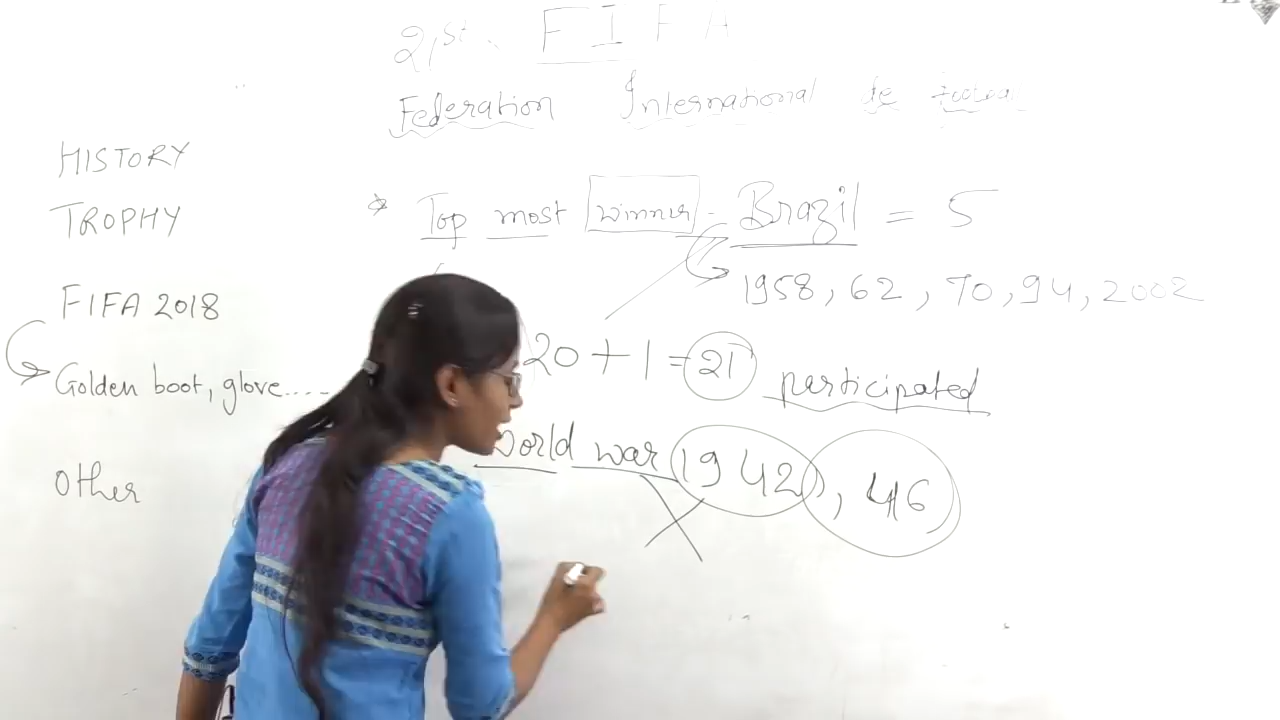 21st FIFA
Federation International de
HISTORY
TROPHY
* Top most winner - Brazil = 5
1958, 62, 70, 94, 2002
FIFA 2018
20 + 1 = 21 participated
Golden boot, glove.....
world war 1942, 46
Other